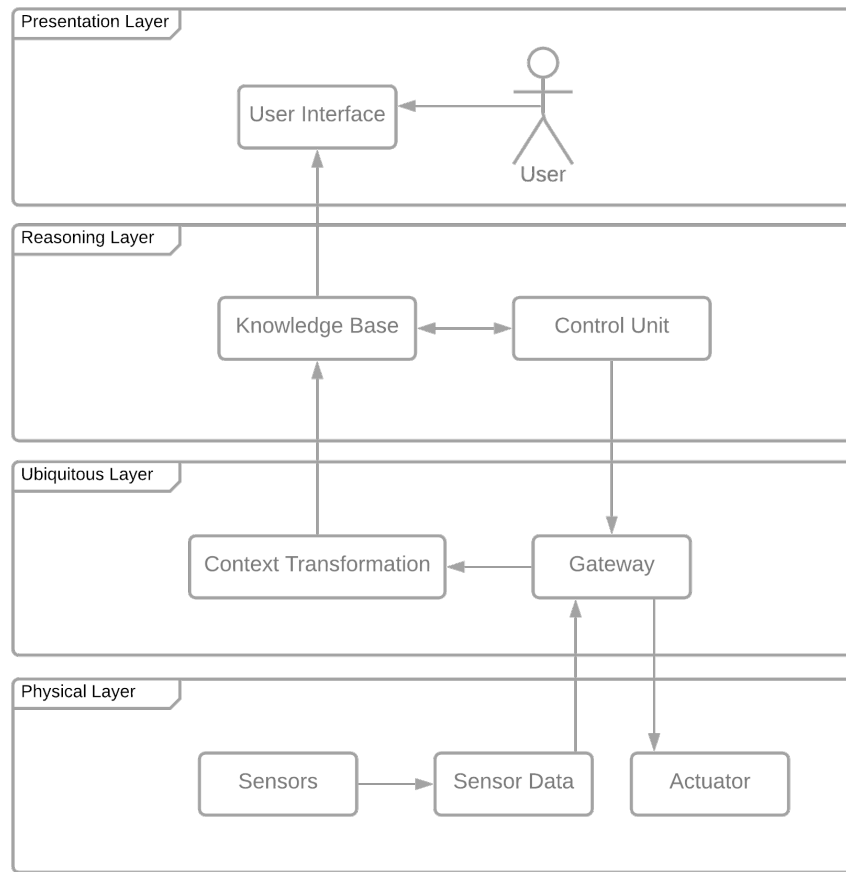 Presentation Layer
User Interface
User
Reasoning Layer
Knowledge Base
Control Unit
Ubiquitous Layer
Context Transformation
Gateway
Physical Layer
Sensors
Sensor Data
Actuator